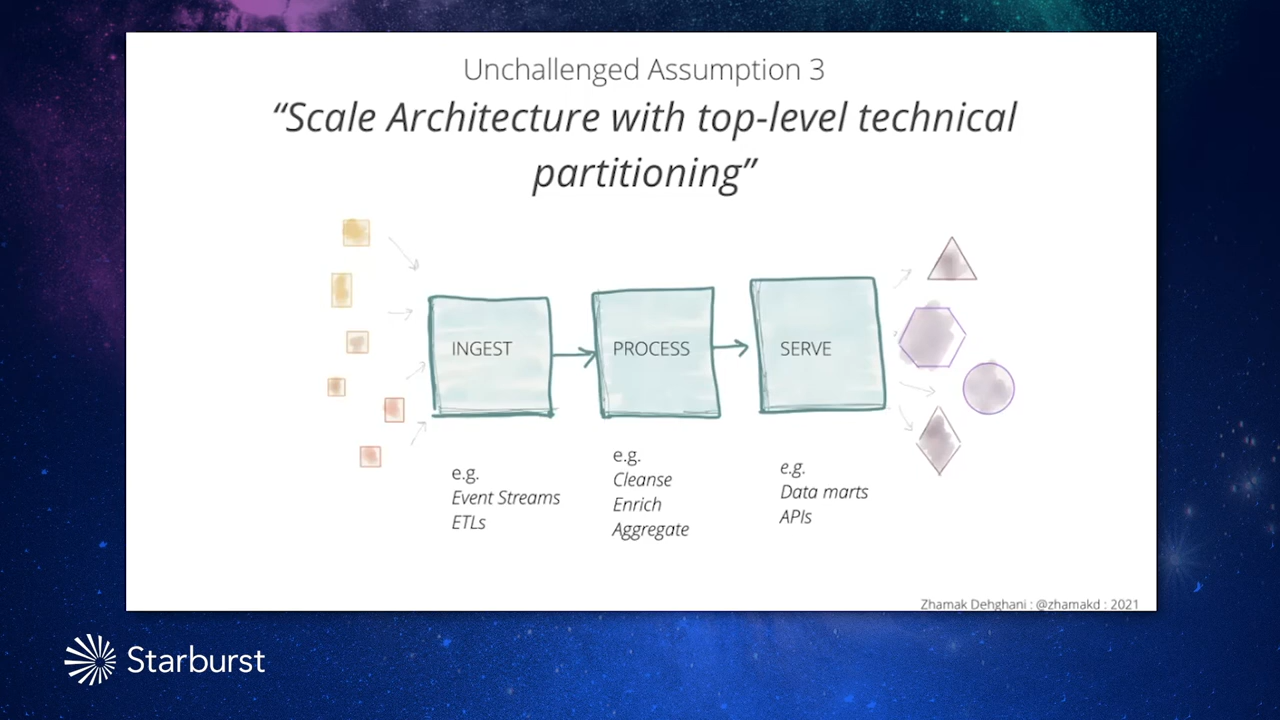 Unchallenged Assumption 3
“Scale Architecture with top-level technical
partitioning”
INGEST
PROCESS
SERVE
e.g.
Event Streams
ETLs
e.g.
Cleanse
Enrich
Aggregate
e.g.
Data marts
APIs
Zhamak Dehghani : @zhamakd : 2021
Starburst